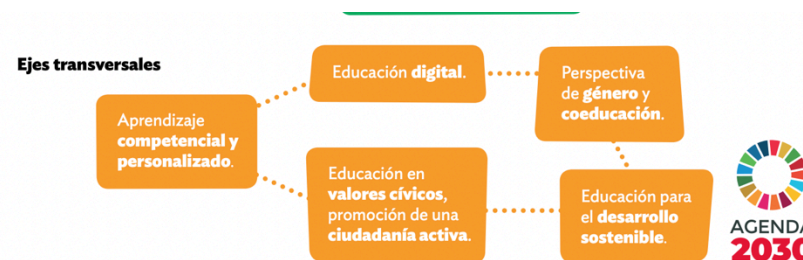 Ejes transversales
Aprendizaje
competencial y
personalizado.
Educación digital.
Perspectiva
de género y
coeducación.
Educación en
valores cívicos,
promoción de una
ciudadanía activa.
Educación para
el desarrollo
sostenible.
AGENDA
2030